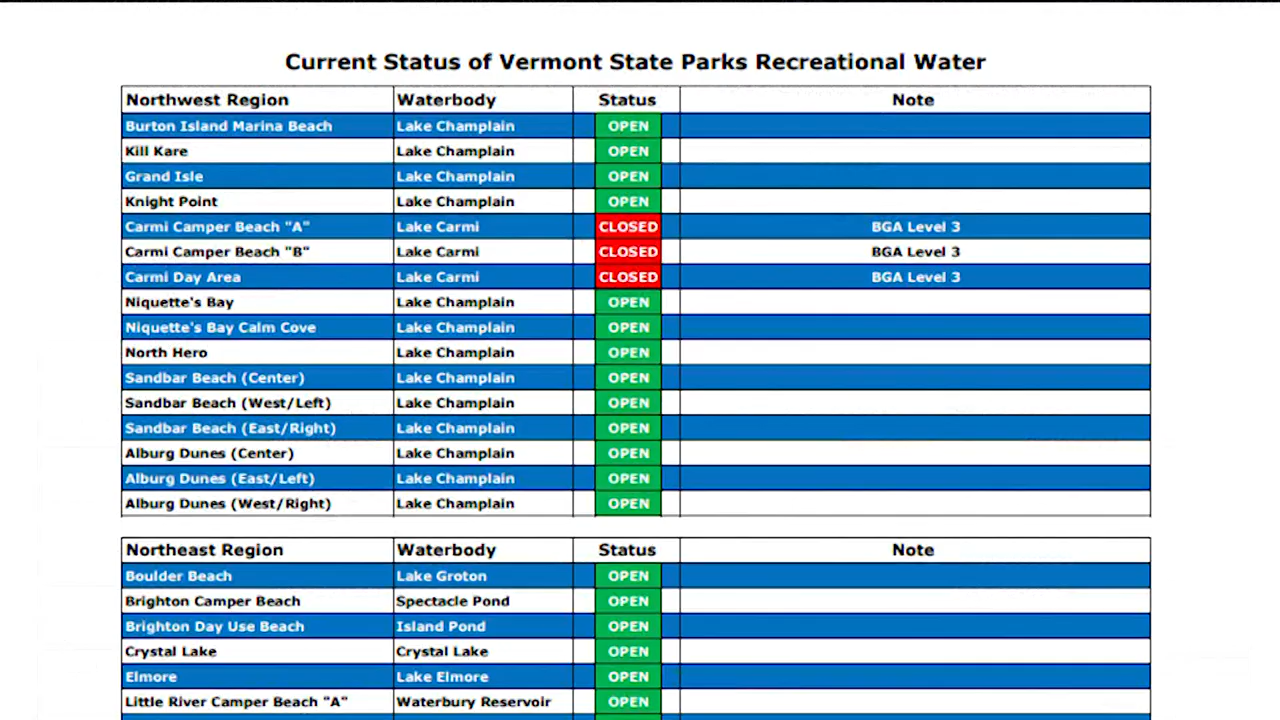 Current Status of Vermont State Parks Recreational Water
Northwest Region Waterbody Status Note
Burton Island Marina Beach Lake Champlain OPEN
Kill Kare Lake Champlain OPEN
Grand Isle Lake Champlain OPEN
Knight Point Lake Champlain OPEN
Carmi Camper Beach "A" Lake Carmi CLOSED BGA Level 3
Carmi Camper Beach "B" Lake Carmi CLOSED BGA Level 3
Carmi Day Area Lake Carmi CLOSED BGA Level 3
Niquette's Bay Lake Champlain OPEN
Niquette's Bay Calm Cove Lake Champlain OPEN
North Hero Lake Champlain OPEN
Sandbar Beach (Center) Lake Champlain OPEN
Sandbar Beach (West/Left) Lake Champlain OPEN
Sandbar Beach (East/Right) Lake Champlain OPEN
Alburg Dunes (Center) Lake Champlain OPEN
Alburg Dunes (East/Left) Lake Champlain OPEN
Alburg Dunes (West/Right) Lake Champlain OPEN
Northeast Region Waterbody Status Note
Boulder Beach Lake Groton OPEN
Brighton Camper Beach Spectacle Pond OPEN
Brighton Day Use Beach Island Pond OPEN
Crystal Lake Crystal Lake OPEN
Elmore Lake Elmore OPEN
Little River Camper Beach "A" Waterbury Reservoir OPEN